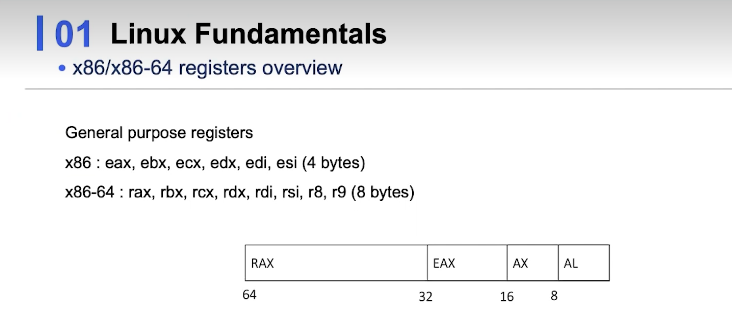 01 Linux Fundamentals
• x86/x86-64 registers overview
General purpose registers
x86 : eax, ebx, ecx, edx, edi, esi (4 bytes)
x86-64 : rax, rbx, rcx, rdx, rdi, rsi, r8, r9 (8 bytes)
RAX EAX AX AL
64 32 16 8